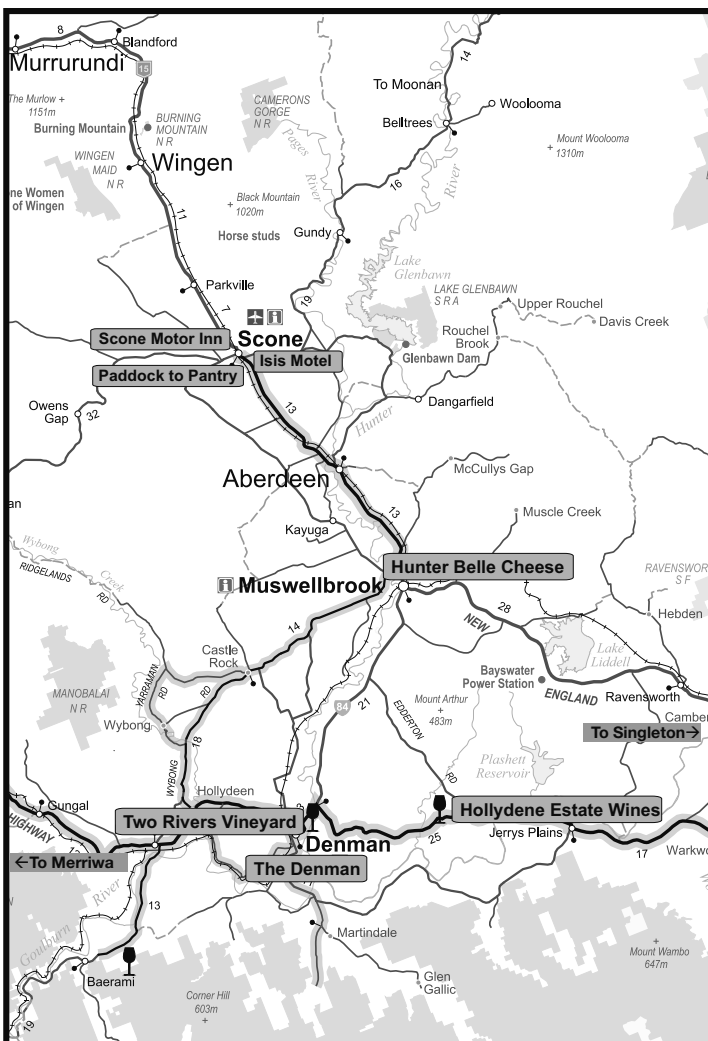 8
Blandford
Murrurundi
15
14
To Moonan
The Murlow +
1151m
BURNING
MOUNTAIN
N R
Burning Mountain
CAMERONS
GORGE
N R
Woolooma
Belltrees
Pages
River
Mount Woolooma
+ 1310m
WINGEN
MAID
N R
Wingen
River
16
ne Women
of Wingen
11
Black Mountain
+ 1020m
Horse studs
Gundy
Lake
Glenbawn
Parkville
LAKE GLENBAWN
S R A
19
7
Upper Rouchel
Davis Creek
Scone Motor Inn
Scone
Isis Motel
Rouchel
Brook
Glenbawn Dam
Paddock to Pantry
Owens
Gap
32
13
Dangarfield
Hunter
Aberdeen
McCullys Gap
an
13
Kayuga
Muscle Creek
Wybong
Creek
RIDGELANDS
RD
Hunter Belle Cheese
Muswellbrook
RAVENSWOR
S F
14
28
NEW
Hebden
Castle
Rock
Lake
Liddell
YARRAMAN
RD
RD
MANOBALAI
N R
Wybong
84
21
EDDERTON
RD
Mount Arthur
+
483m
Bayswater
Power Station
ENGLAND
Ravensworth
Camber
To Singleton→
18
WYBONG
Plashett
Reservoir
Hollydeen
Gungal
HIGHWAY
Two Rivers Vineyard
Hollydene Estate Wines
Denman
25
Jerrys Plains
17
Warkwo
←To Merriwa
The Denman
River
Goulburn
13
Martindale
Mount Wambo
647m
Baerami
Glen
Gallic
Corner Hill
603m
+
19